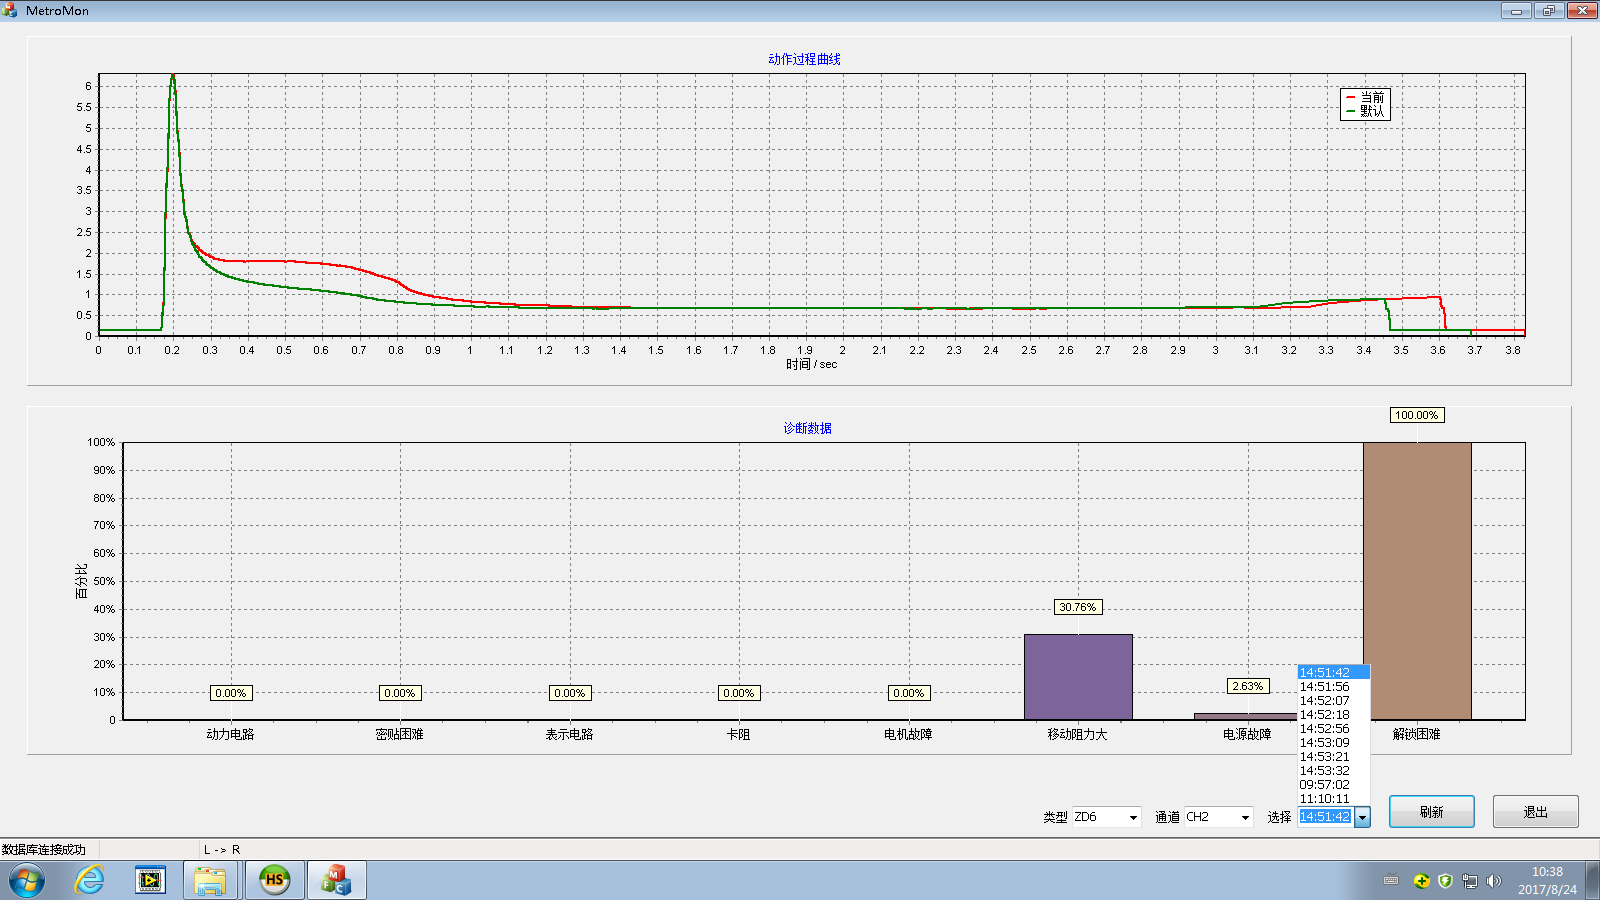 MetroMon
动作过程曲线
6
5.5
5
4.5
4
3.5
3
2.5
2
1.5
1
0.5
0
当前
默认
0 0.1 0.2 0.3 0.4 0.5 0.6 0.7 0.8 0.9 1 1.1 1.2 1.3 1.4 1.5 1.6 1.7 1.8 1.9 2 2.1 2.2 2.3 2.4 2.5 2.6 2.7 2.8 2.9 3 3.1 3.2 3.3 3.4 3.5 3.6 3.7 3.8
时间 / sec
诊断数据
100%
90%
80%
70%
60%
50%
40%
30%
20%
10%
0
百分比
0.00% 0.00% 0.00% 0.00% 0.00% 30.76% 2.63% 100.00%
动力电路 密贴困难 表示电路 卡阻 电机故障 移动阻力大 电源故障 解锁困难
14:51:42
14:51:56
14:52:07
14:52:18
14:52:56
14:53:09
14:53:21
14:53:32
09:57:02
11:10:11
类型 ZD6 通道 CH2 选择 14:51:42 刷新 退出
数据库连接成功 L -> R
HS
M
F C
10:38
2017/8/24